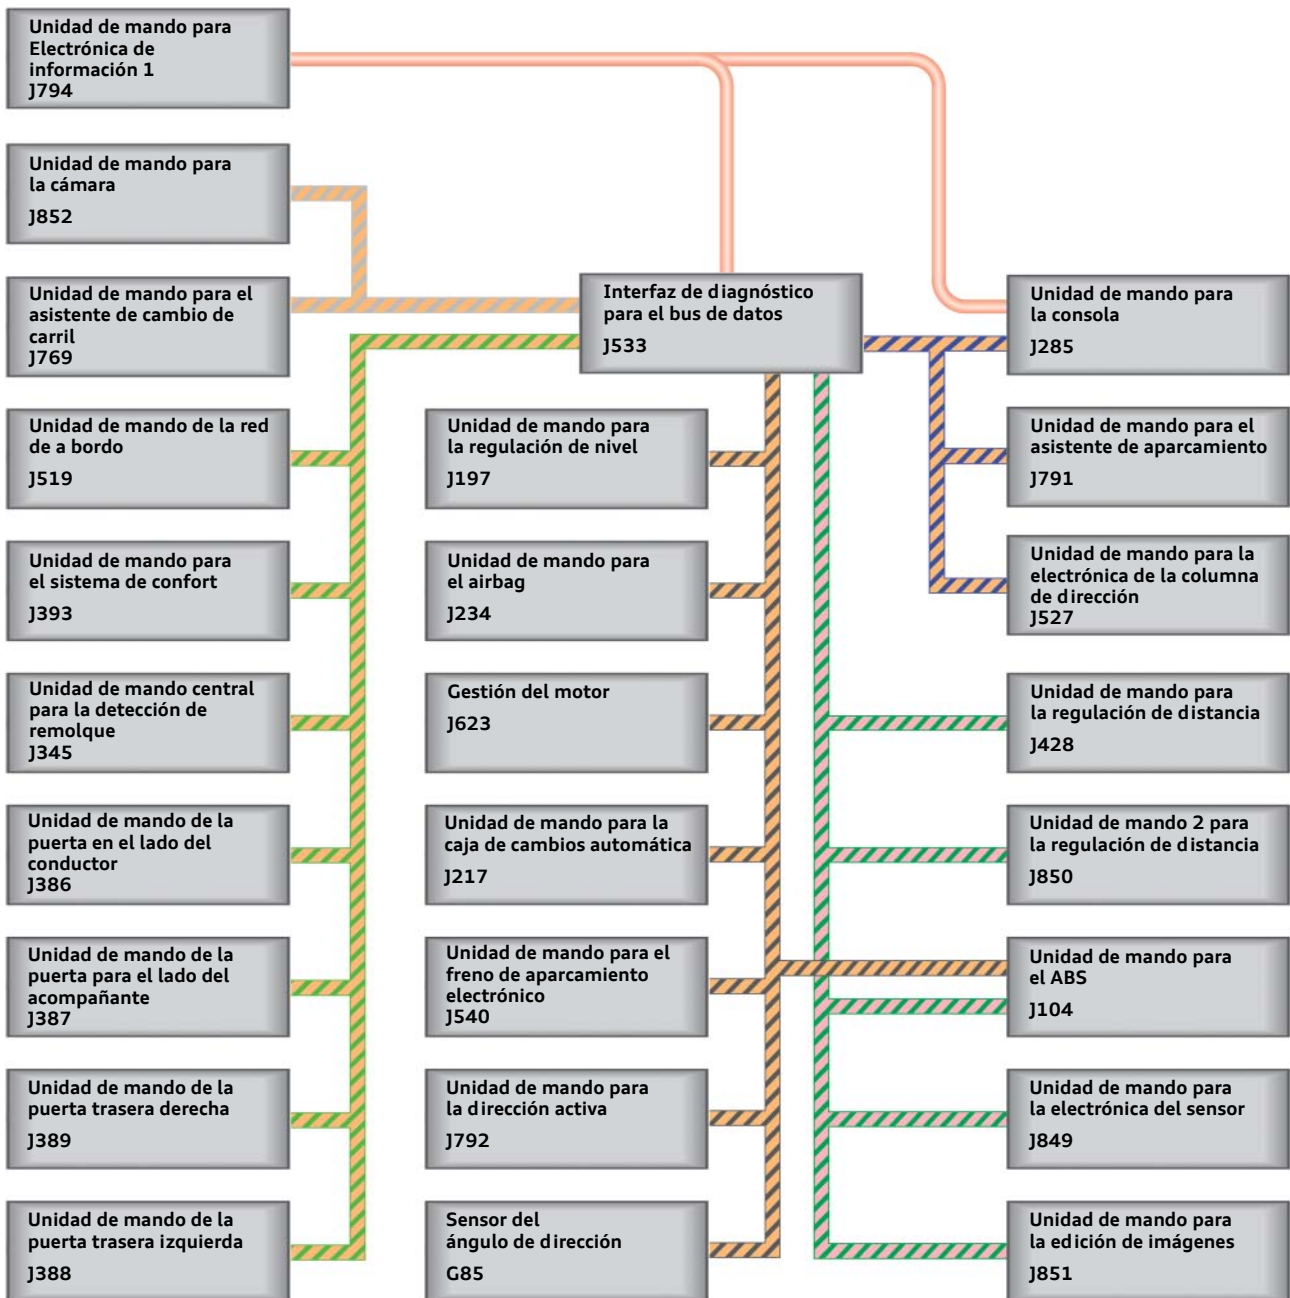 Unidad de mando para
Electrónica de
información 1
J794
Unidad de mando para
la cámara
J852
Unidad de mando para el
asistente de cambio de
carril
J769
Unidad de mando de la red
de a bordo
J519
Unidad de mando para
el sistema de confort
J393
Unidad de mando central
para la detección de
remolque
J345
Unidad de mando de la
puerta en el lado del
conductor
J386
Unidad de mando de la
puerta para el lado del
acompañante
J387
Unidad de mando de la
puerta trasera derecha
J389
Unidad de mando de la
puerta trasera izquierda
J388
Interfaz de diagnóstico
para el bus de datos
J533
Unidad de mando para
la regulación de nivel
J197
Unidad de mando para
el airbag
J234
Gestión del motor
J623
Unidad de mando para la
caja de cambios automática
J217
Unidad de mando para el
freno de aparcamiento
electrónico
J540
Unidad de mando para
la dirección activa
J792
Sensor del
ángulo de dirección
G85
Unidad de mando para
la consola
J285
Unidad de mando para el
asistente de aparcamiento
J791
Unidad de mando para la
electrónica de la columna
de dirección
J527
Unidad de mando para
la regulación de distancia
J428
Unidad de mando 2 para
la regulación de distancia
J850
Unidad de mando para
el ABS
J104
Unidad de mando para
la electrónica del sensor
J849
Unidad de mando para
la edición de imágenes
J851